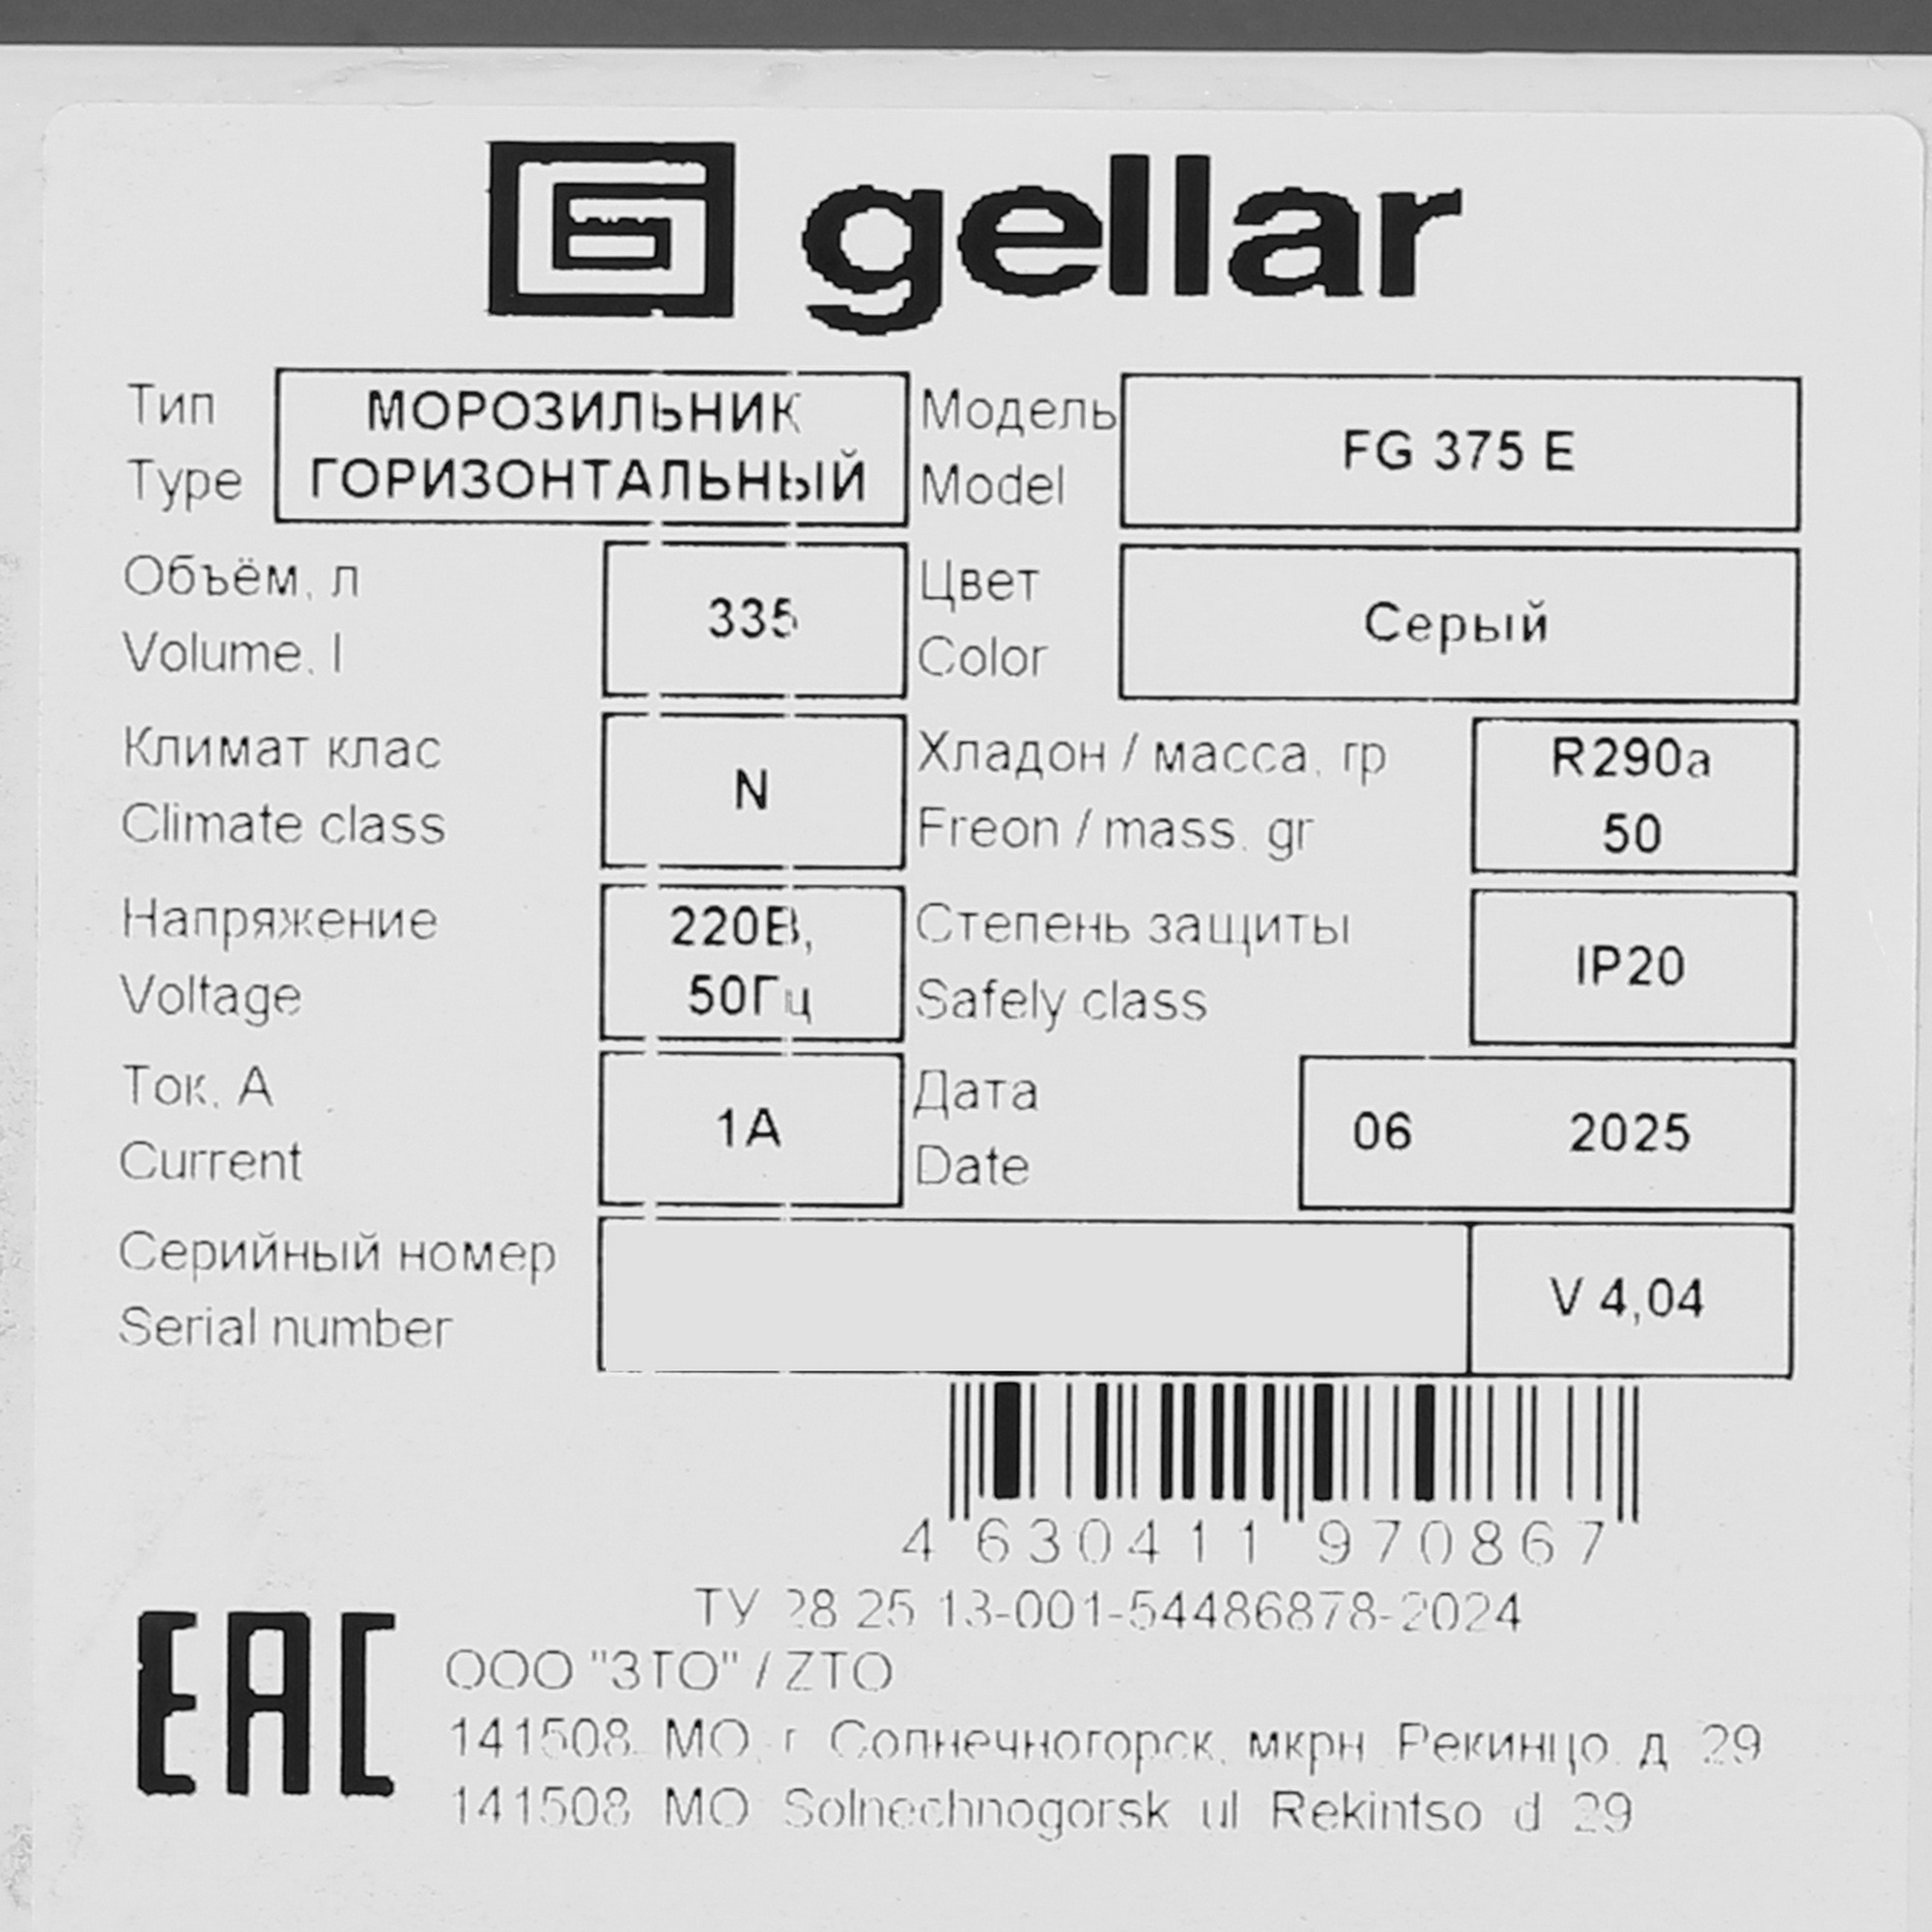 gellar
Тип
Type
МОРОЗИЛЬНИК
ГОРИЗОНТАЛЬНЫЙ
Модель
Model
FG 375 E
Объём, л
Volume, l
335
Цвет
Color
Серый
Климат клас
Climate class
N
Хладон / масса, гр
Freon / mass, gr
R290a
50
Напряжение
Voltage
220В,
50Гц
Степень защиты
Safely class
IP20
Ток, А
Current
1А
Дата
Date
06 2025
Серийный номер
Serial number
V 4,04
4 630411 970867
ТУ 28 25 13-001-54486878-2024
EAC
ООО "ЗТО" / ZTO
141508 МО, г Солнечногорск, мкрн Рекинцо, д 29
141508 MO Solnechnogorsk ul Rekintso d 29